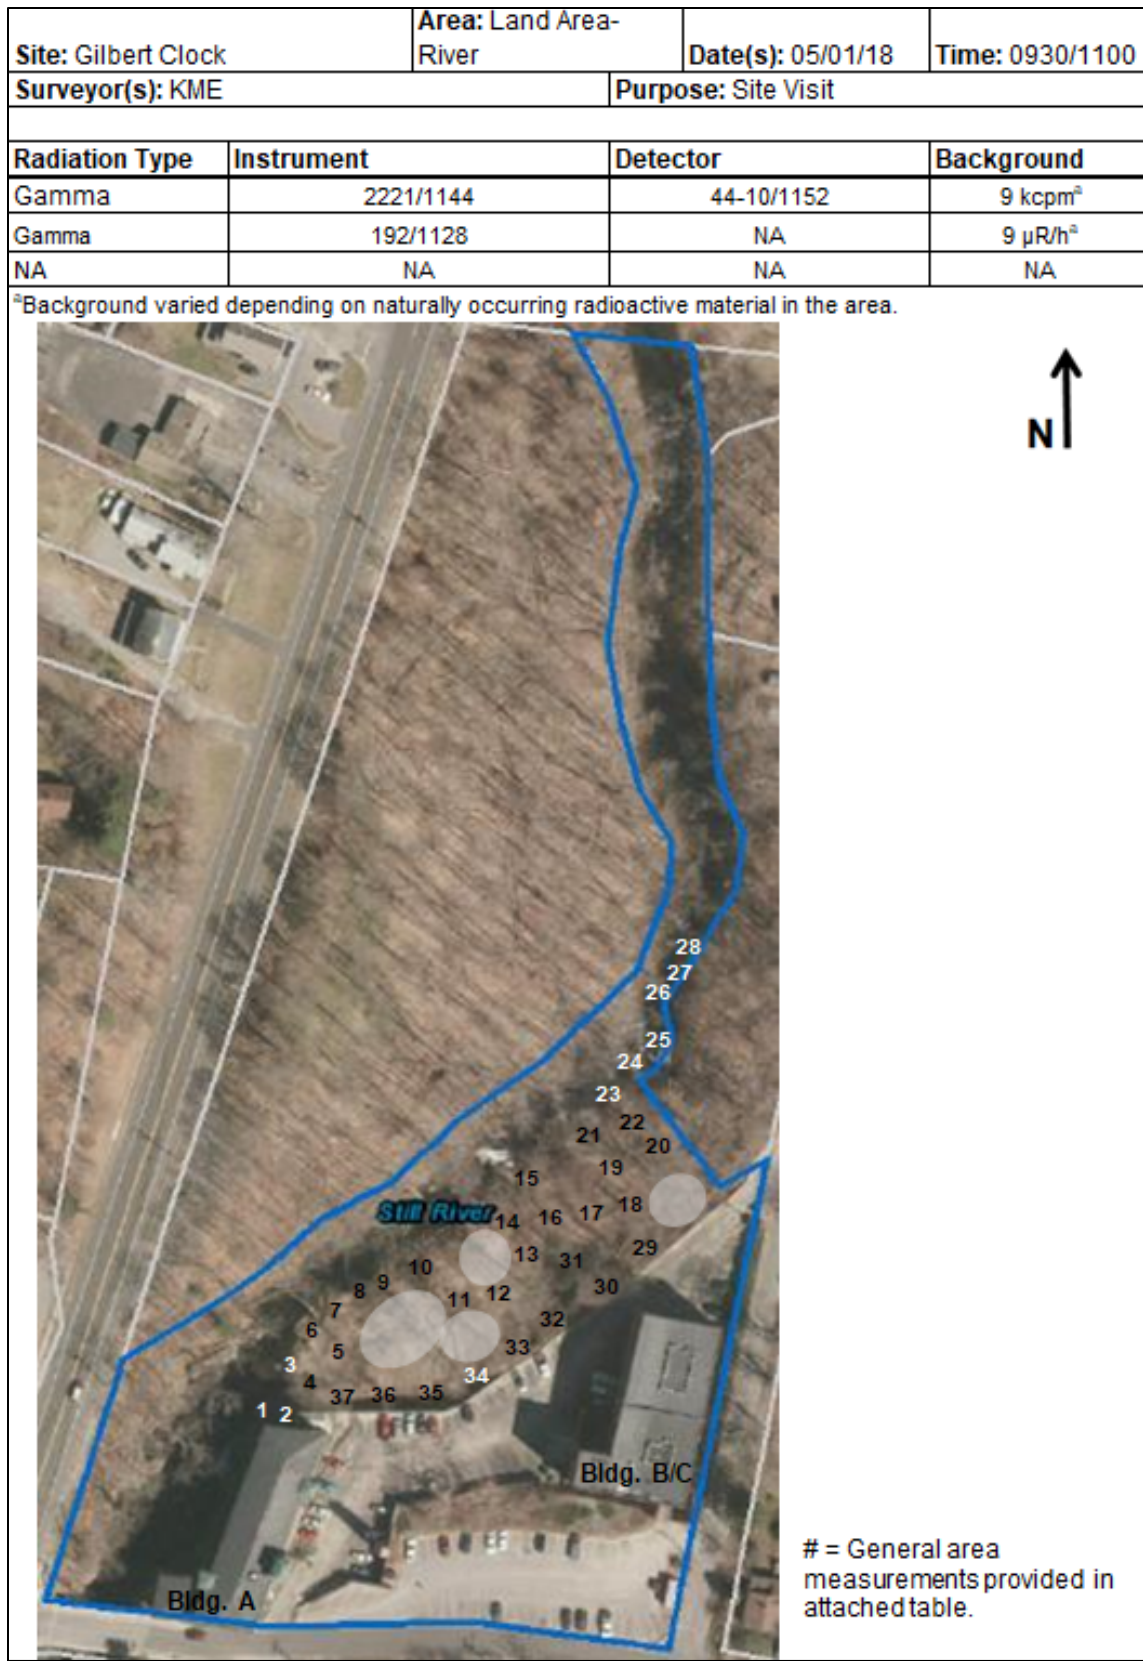 Site: Gilbert Clock
Area: Land Area-
River
Date(s): 05/01/18
Time: 0930/1100
Surveyor(s): KME
Purpose: Site Visit
Radiation Type Instrument Detector Background
Gamma 2221/1144 44-10/1152 9 kcpmᵃ
Gamma 192/1128 NA 9 µR/hᵃ
NA NA NA NA
ᵃBackground varied depending on naturally occurring radioactive material in the area.
N
28
27
26
25
24
23
22
21
20
19
15
18
17
16
14
Still River
29
13
31
10
30
9
8
12
11
7
32
6
33
5
3
34
4
35
36
37
1
2
Bldg. B/C
Bldg. A
# = General area
measurements provided in
attached table.